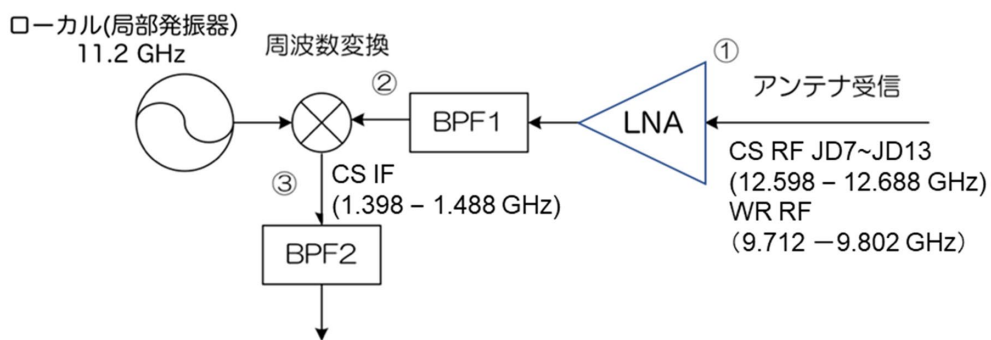 ローカル(局部発振器)
11.2 GHz
周波数変換
②
BPF1
LNA
①
アンテナ受信
CS RF JD7~JD13
(12.598 – 12.688 GHz)
WR RF
(9.712 －9.802 GHz)
③
CS IF
(1.398 – 1.488 GHz)
BPF2